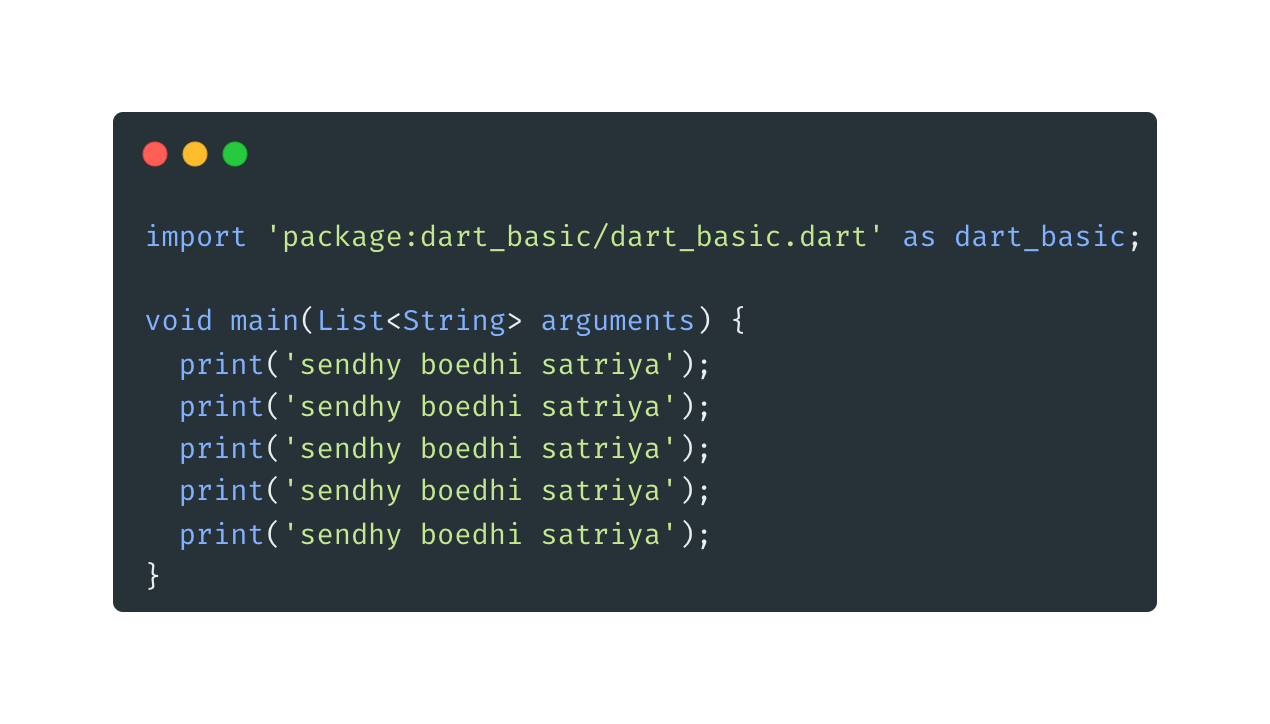 import 'package:dart_basic/dart_basic.dart' as dart_basic;
void main(List<String> arguments) {
  print('sendhy boedhi satriya');
  print('sendhy boedhi satriya');
  print('sendhy boedhi satriya');
  print('sendhy boedhi satriya');
  print('sendhy boedhi satriya');
}